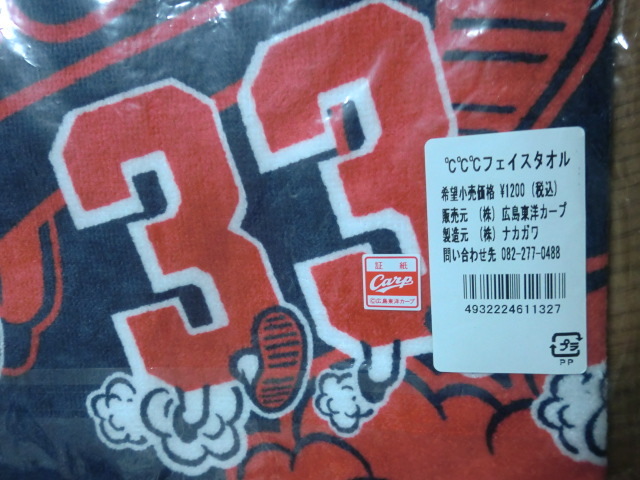 33
℃℃℃フェイスタオル
希望小売価格 ¥1200（税込）
販売元 （株）広島東洋カープ
製造元 （株）ナカガワ
問い合わせ先 082-277-0488
4932224611327
プラ
PP
証紙
Carp
©広島東洋カープ